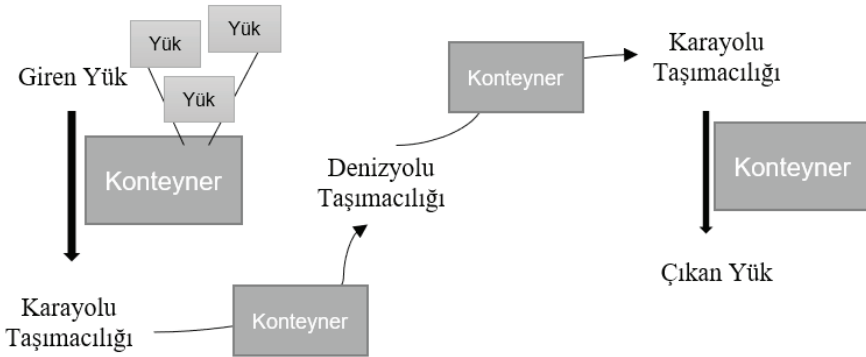 Yük
Yük
Yük
Giren Yük
Konteyner
Karayolu
Taşımacılığı
Konteyner
Denizyolu
Taşımacılığı
Konteyner
Karayolu
Taşımacılığı
Konteyner
Çıkan Yük